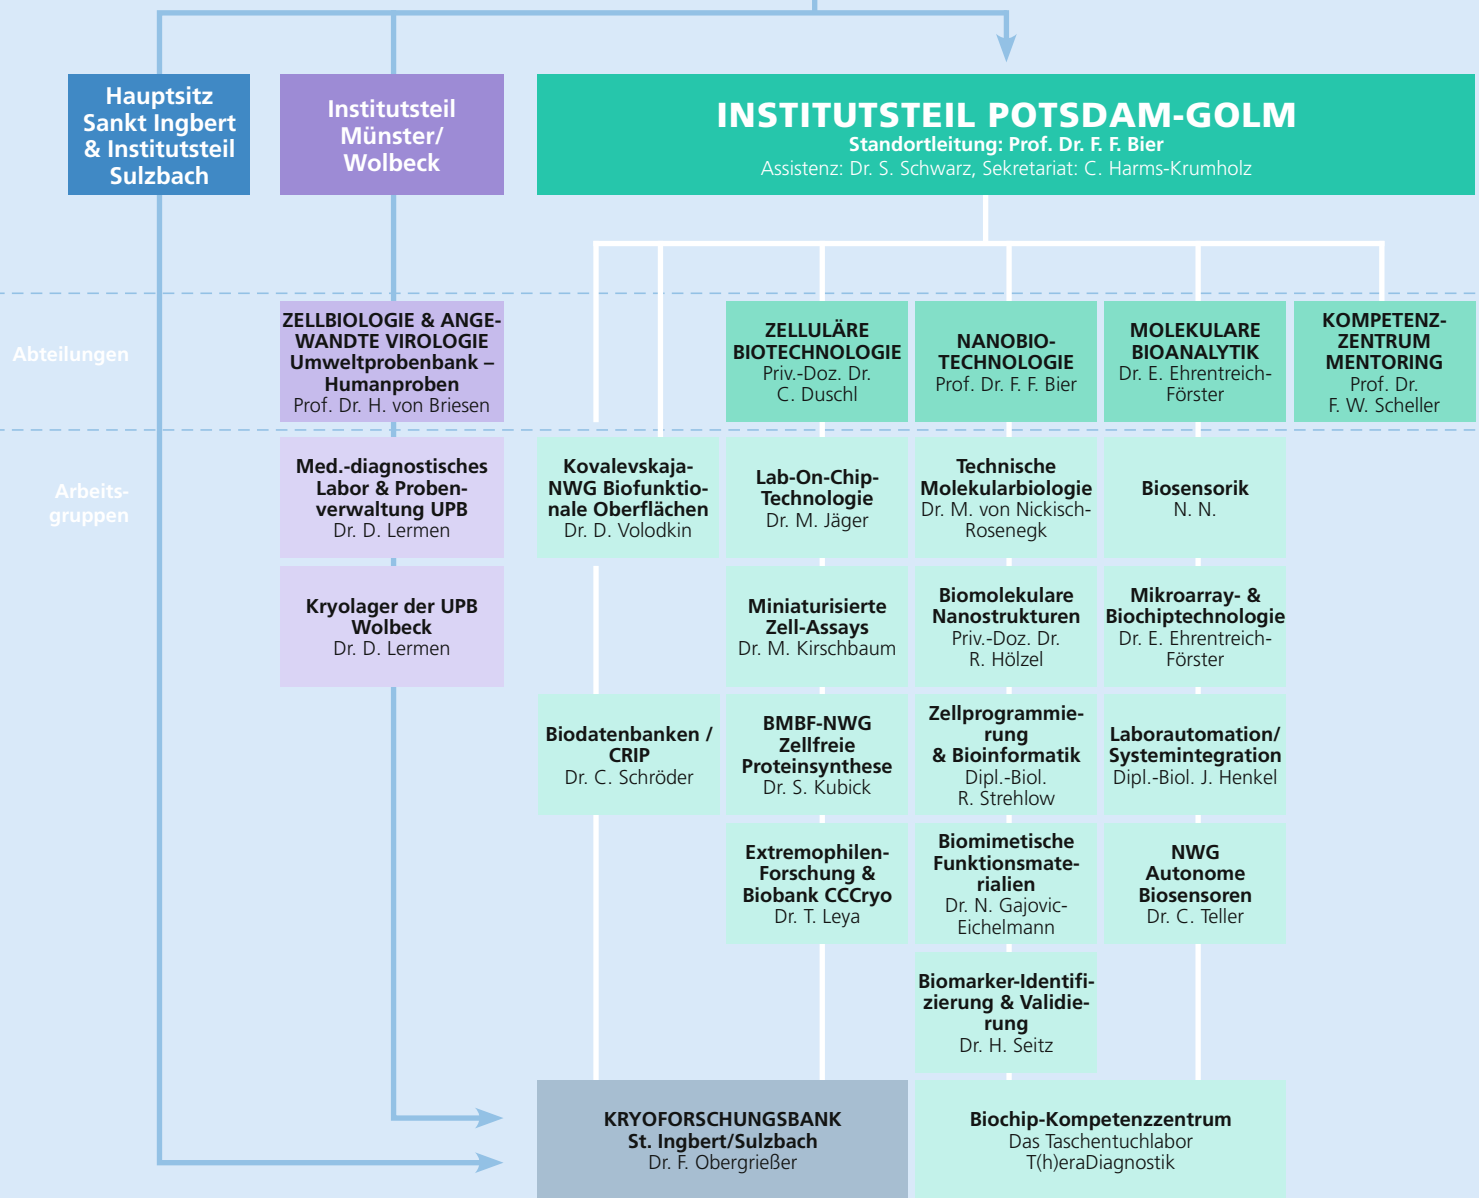 Hauptsitz
Sankt Ingbert
& Institutsteil
Sulzbach
Institutsteil
Münster/
Wolbeck
INSTITUTSTEIL POTSDAM-GOLM
Standortleitung: Prof. Dr. F. F. Bier
Assistenz: Dr. S. Schwarz, Sekretariat: C. Harms-Krumholz
Abteilungen
ZELLBIOLOGIE & ANGE-
WANDTE VIROLOGIE
Umweltprobenbank –
Humanproben
Prof. Dr. H. von Briesen
ZELLULÄRE
BIOTECHNOLOGIE
Priv.-Doz. Dr.
C. Duschl
NANOBIO-
TECHNOLOGIE
Prof. Dr. F. F. Bier
MOLEKULARE
BIOANALYTIK
Dr. E. Ehrentreich-
Förster
KOMPETENZ-
ZENTRUM
MENTORING
Prof. Dr.
F. W. Scheller
Arbeits-
gruppen
Med.-diagnostisches
Labor & Proben-
verwaltung UPB
Dr. D. Lermen
Kovalevskaja-
NWG Biofunktio-
nale Oberflächen
Dr. D. Volodkin
Lab-On-Chip-
Technologie
Dr. M. Jäger
Technische
Molekularbiologie
Dr. M. von Nickisch-
Rosenegk
Biosensorik
N. N.
Kryolager der UPB
Wolbeck
Dr. D. Lermen
Miniaturisierte
Zell-Assays
Dr. M. Kirschbaum
Biomolekulare
Nanostrukturen
Priv.-Doz. Dr.
R. Hölzel
Mikroarray- &
Biochiptechnologie
Dr. E. Ehrentreich-
Förster
Biodatenbanken /
CRIP
Dr. C. Schröder
BMBF-NWG
Zellfreie
Proteinsynthese
Dr. S. Kubick
Zellprogrammie-
rung
& Bioinformatik
Dipl.-Biol.
R. Strehlow
Laborautomation/
Systemintegration
Dipl.-Biol. J. Henkel
Extremophilen-
Forschung &
Biobank CCCryo
Dr. T. Leya
Biomimetische
Funktionsmate-
rialien
Dr. N. Gajovic-
Eichelmann
NWG
Autonome
Biosensoren
Dr. C. Teller
Biomarker-Identifi-
zierung & Validie-
rung
Dr. H. Seitz
KRYOFORSCHUNGSBANK
St. Ingbert/Sulzbach
Dr. F. Obergrießer
Biochip-Kompetenzzentrum
Das Taschentuchlabor
T(h)eraDiagnostik